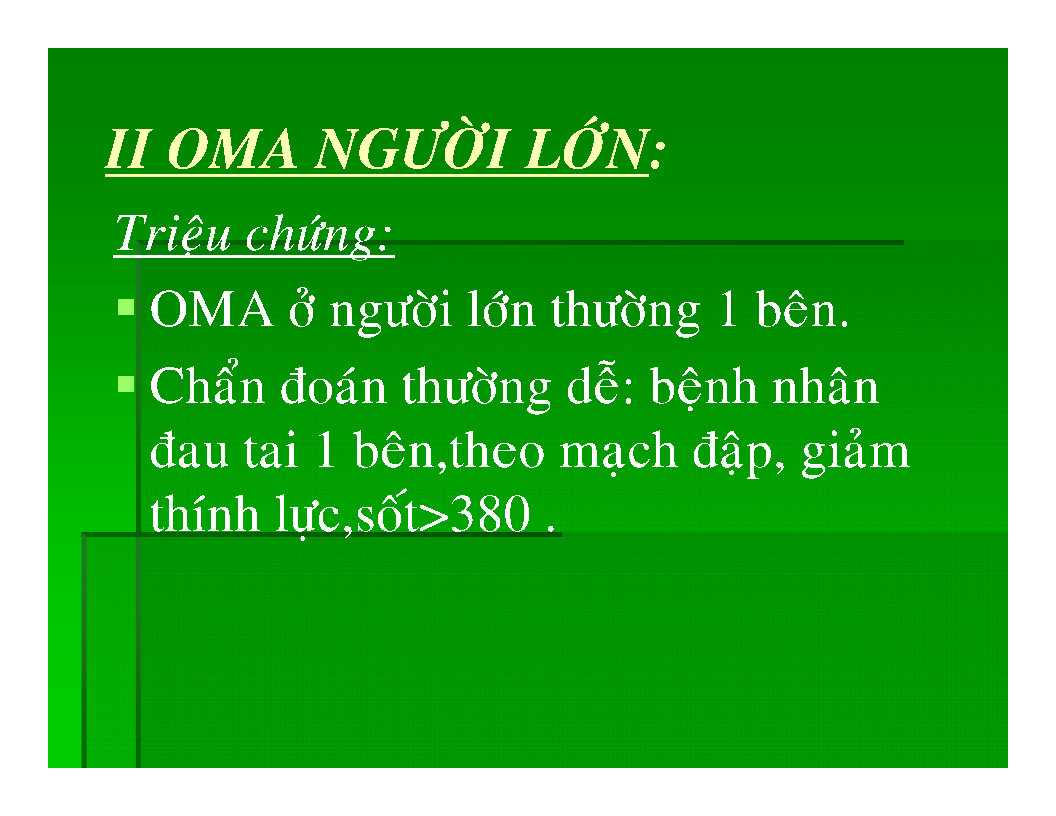 II OMA NGƯỜI LỚN:
Triệu chứng:
▪ OMA ở người lớn thường 1 bên.
▪ Chẩn đoán thường dễ: bệnh nhân
đau tai 1 bên,theo mạch đập, giảm
thính lực,sốt>380 .